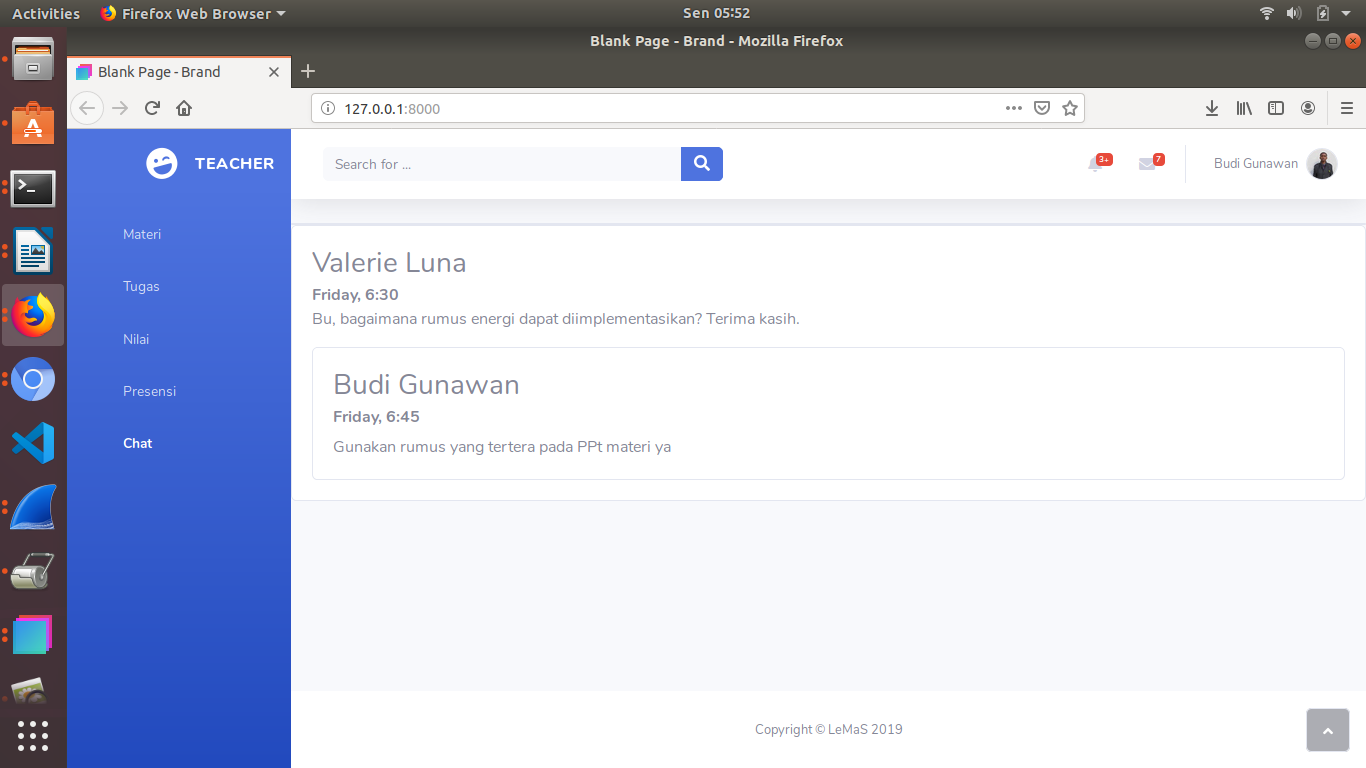 Activities
Firefox Web Browser
Sen 05:52
Blank Page - Brand - Mozilla Firefox
Blank Page - Brand
127.0.0.1:8000
TEACHER
Search for ...
3+
7
Budi Gunawan
Materi
Tugas
Nilai
Presensi
Chat
Valerie Luna
Friday, 6:30
Bu, bagaimana rumus energi dapat diimplementasikan? Terima kasih.
Budi Gunawan
Friday, 6:45
Gunakan rumus yang tertera pada PPt materi ya
Copyright © LeMaS 2019